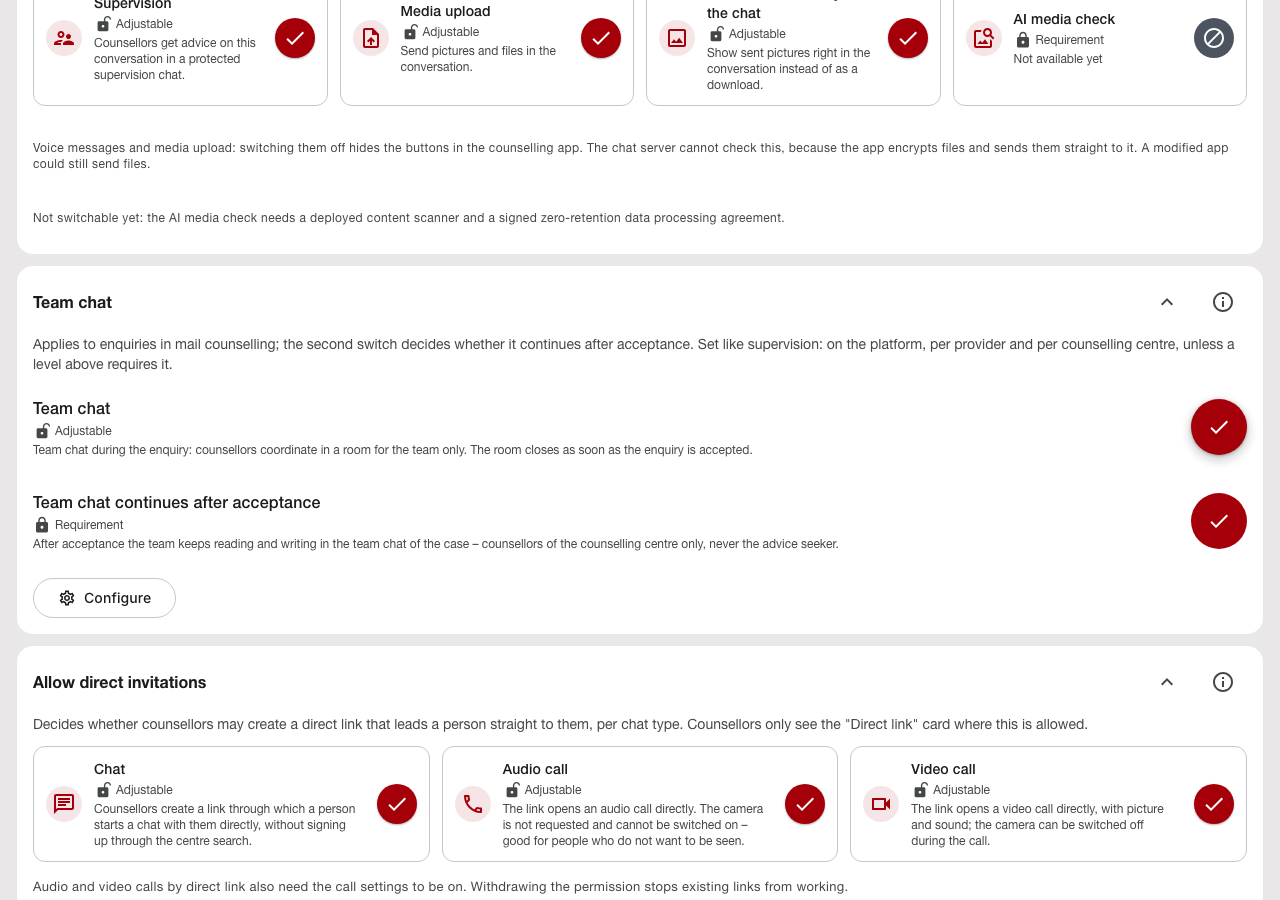 Supervision
Adjustable
Counsellors get advice on this
conversation in a protected
supervision chat.
Media upload
Adjustable
Send pictures and files in the
conversation.
the chat
Adjustable
Show sent pictures right in the
conversation instead of as a
download.
AI media check
Requirement
Not available yet
Voice messages and media upload: switching them off hides the buttons in the counselling app. The chat server cannot check this, because the app encrypts files and sends them straight to it. A modified app
could still send files.
Not switchable yet: the AI media check needs a deployed content scanner and a signed zero-retention data processing agreement.
Team chat
Applies to enquiries in mail counselling; the second switch decides whether it continues after acceptance. Set like supervision: on the platform, per provider and per counselling centre, unless a
level above requires it.
Team chat
Adjustable
Team chat during the enquiry: counsellors coordinate in a room for the team only. The room closes as soon as the enquiry is accepted.
Team chat continues after acceptance
Requirement
After acceptance the team keeps reading and writing in the team chat of the case – counsellors of the counselling centre only, never the advice seeker.
Configure
Allow direct invitations
Decides whether counsellors may create a direct link that leads a person straight to them, per chat type. Counsellors only see the "Direct link" card where this is allowed.
Chat
Adjustable
Counsellors create a link through which a person
starts a chat with them directly, without signing
up through the centre search.
Audio call
Adjustable
The link opens an audio call directly. The camera
is not requested and cannot be switched on –
good for people who do not want to be seen.
Video call
Adjustable
The link opens a video call directly, with picture
and sound; the camera can be switched off
during the call.
Audio and video calls by direct link also need the call settings to be on. Withdrawing the permission stops existing links from working.